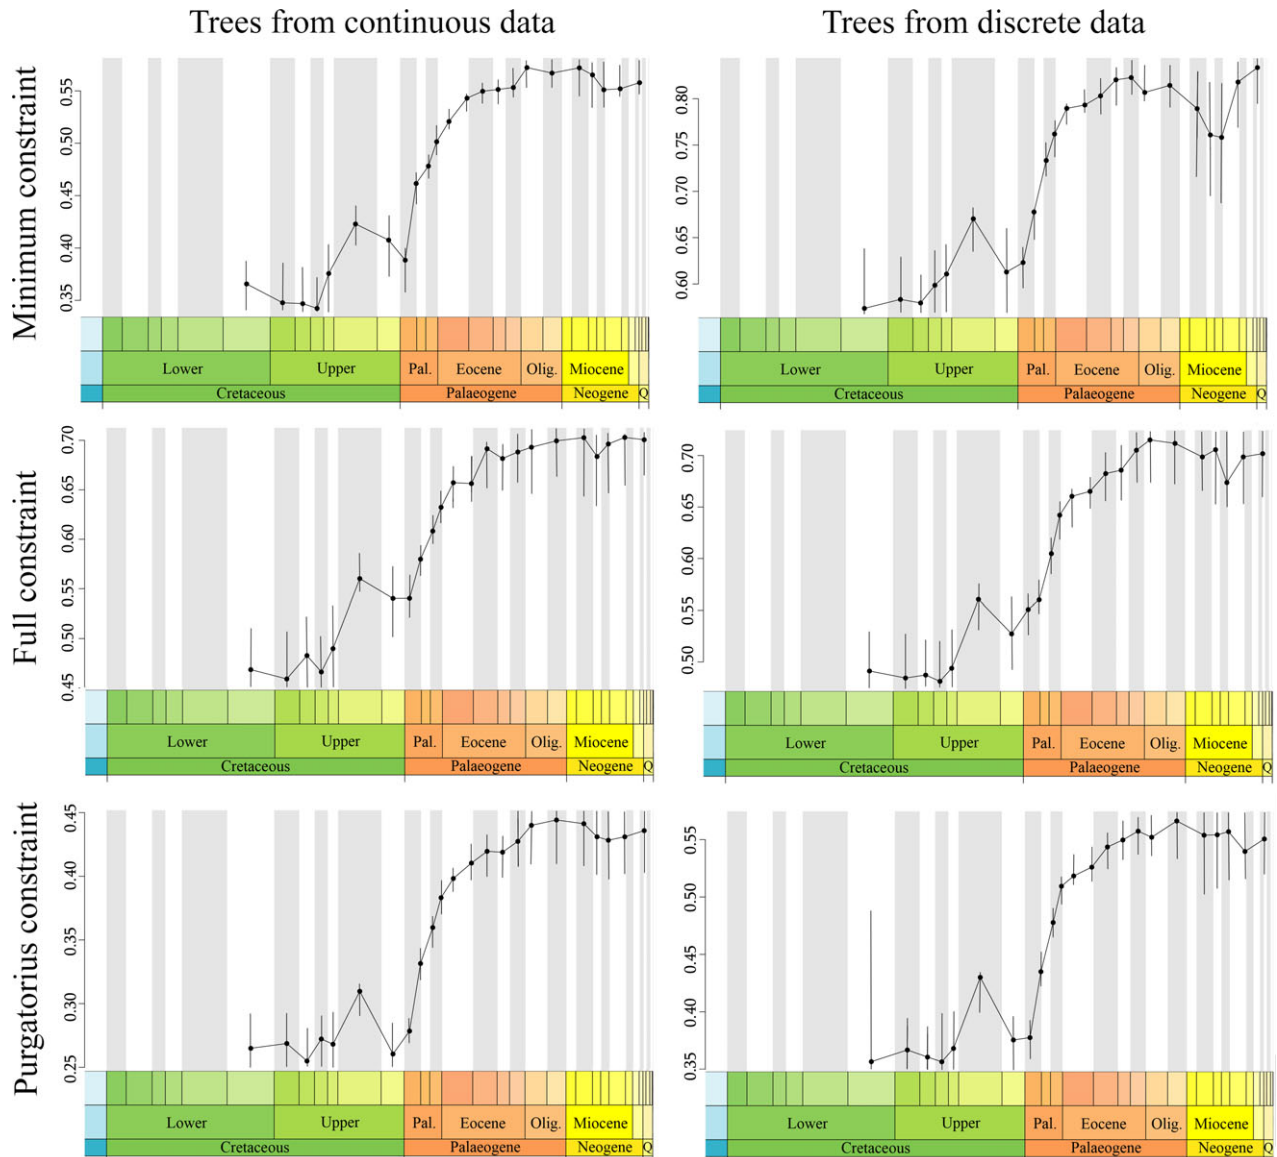 Trees from continuous data
Trees from discrete data
Minimum constraint
0.55
0.50
0.45
0.40
0.35
Lower
Upper
Pal.
Eocene
Olig.
Miocene
Cretaceous
Palaeogene
Neogene
Q
0.80
0.75
0.70
0.65
0.60
Lower
Upper
Pal.
Eocene
Olig.
Miocene
Cretaceous
Palaeogene
Neogene
Q
Full constraint
0.70
0.65
0.60
0.55
0.50
0.45
Lower
Upper
Pal.
Eocene
Olig.
Miocene
Cretaceous
Palaeogene
Neogene
Q
0.70
0.65
0.60
0.55
0.50
Lower
Upper
Pal.
Eocene
Olig.
Miocene
Cretaceous
Palaeogene
Neogene
Q
Purgatorius constraint
0.45
0.40
0.35
0.30
0.25
Lower
Upper
Pal.
Eocene
Olig.
Miocene
Cretaceous
Palaeogene
Neogene
Q
0.55
0.50
0.45
0.40
0.35
Lower
Upper
Pal.
Eocene
Olig.
Miocene
Cretaceous
Palaeogene
Neogene
Q